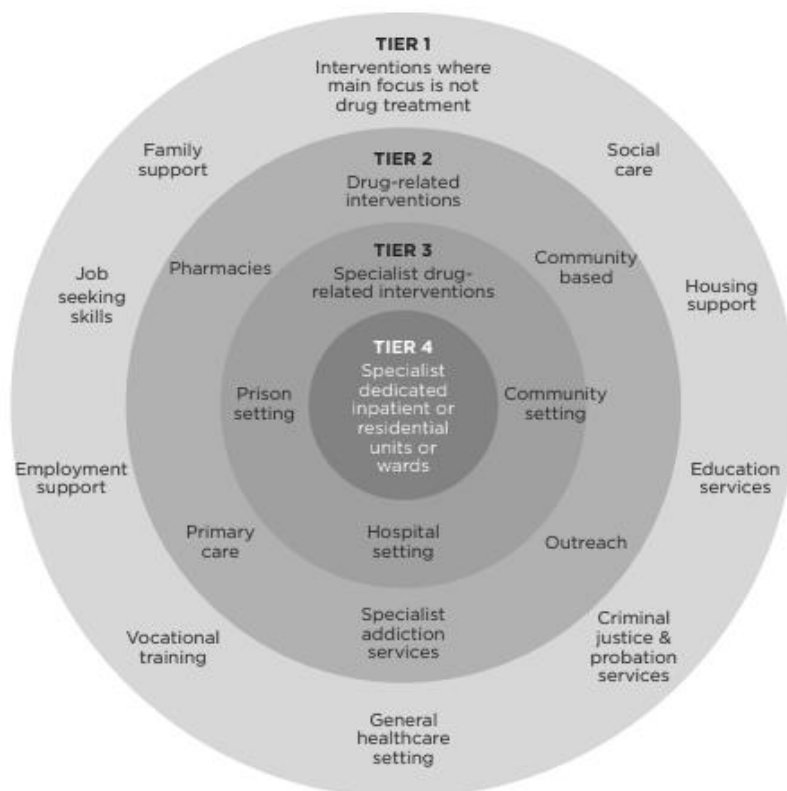 TIER 1
Interventions where
main focus is not
drug treatment
Family
support
Social
care
TIER 2
Drug-related
interventions
Pharmacies
Community
based
Job
seeking
skills
Housing
support
TIER 3
Specialist drug-
related interventions
TIER 4
Specialist
dedicated
inpatient or
residential
units or
wards
Prison
setting
Community
setting
Employment
support
Education
services
Primary
care
Hospital
setting
Outreach
Vocational
training
Specialist
addiction
services
Criminal
justice &
probation
services
General
healthcare
setting